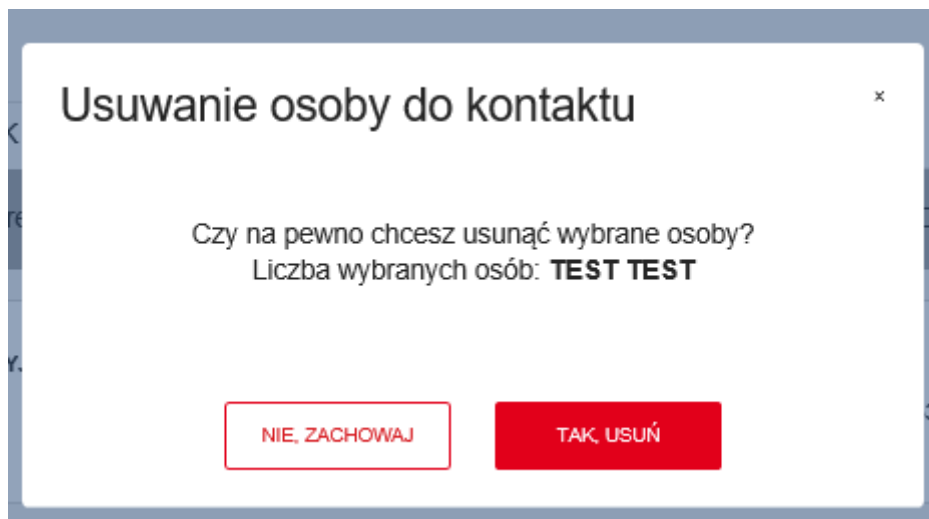 Usuwanie osoby do kontaktu
×
Czy na pewno chcesz usunąć wybrane osoby?
Liczba wybranych osób: TEST TEST
NIE, ZACHOWAJ
TAK, USUŃ